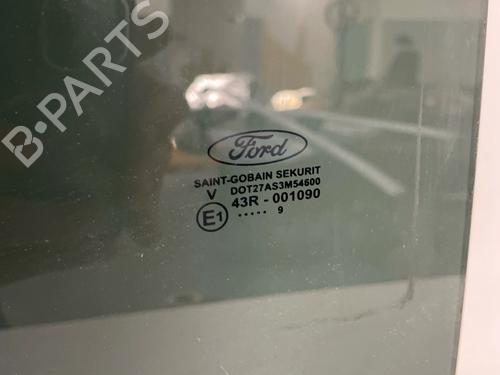 B-PARTS
Ford
SAINT-GOBAIN SEKURIT
V DOT27AS3M54600
E1 43R - 001090
..... 9